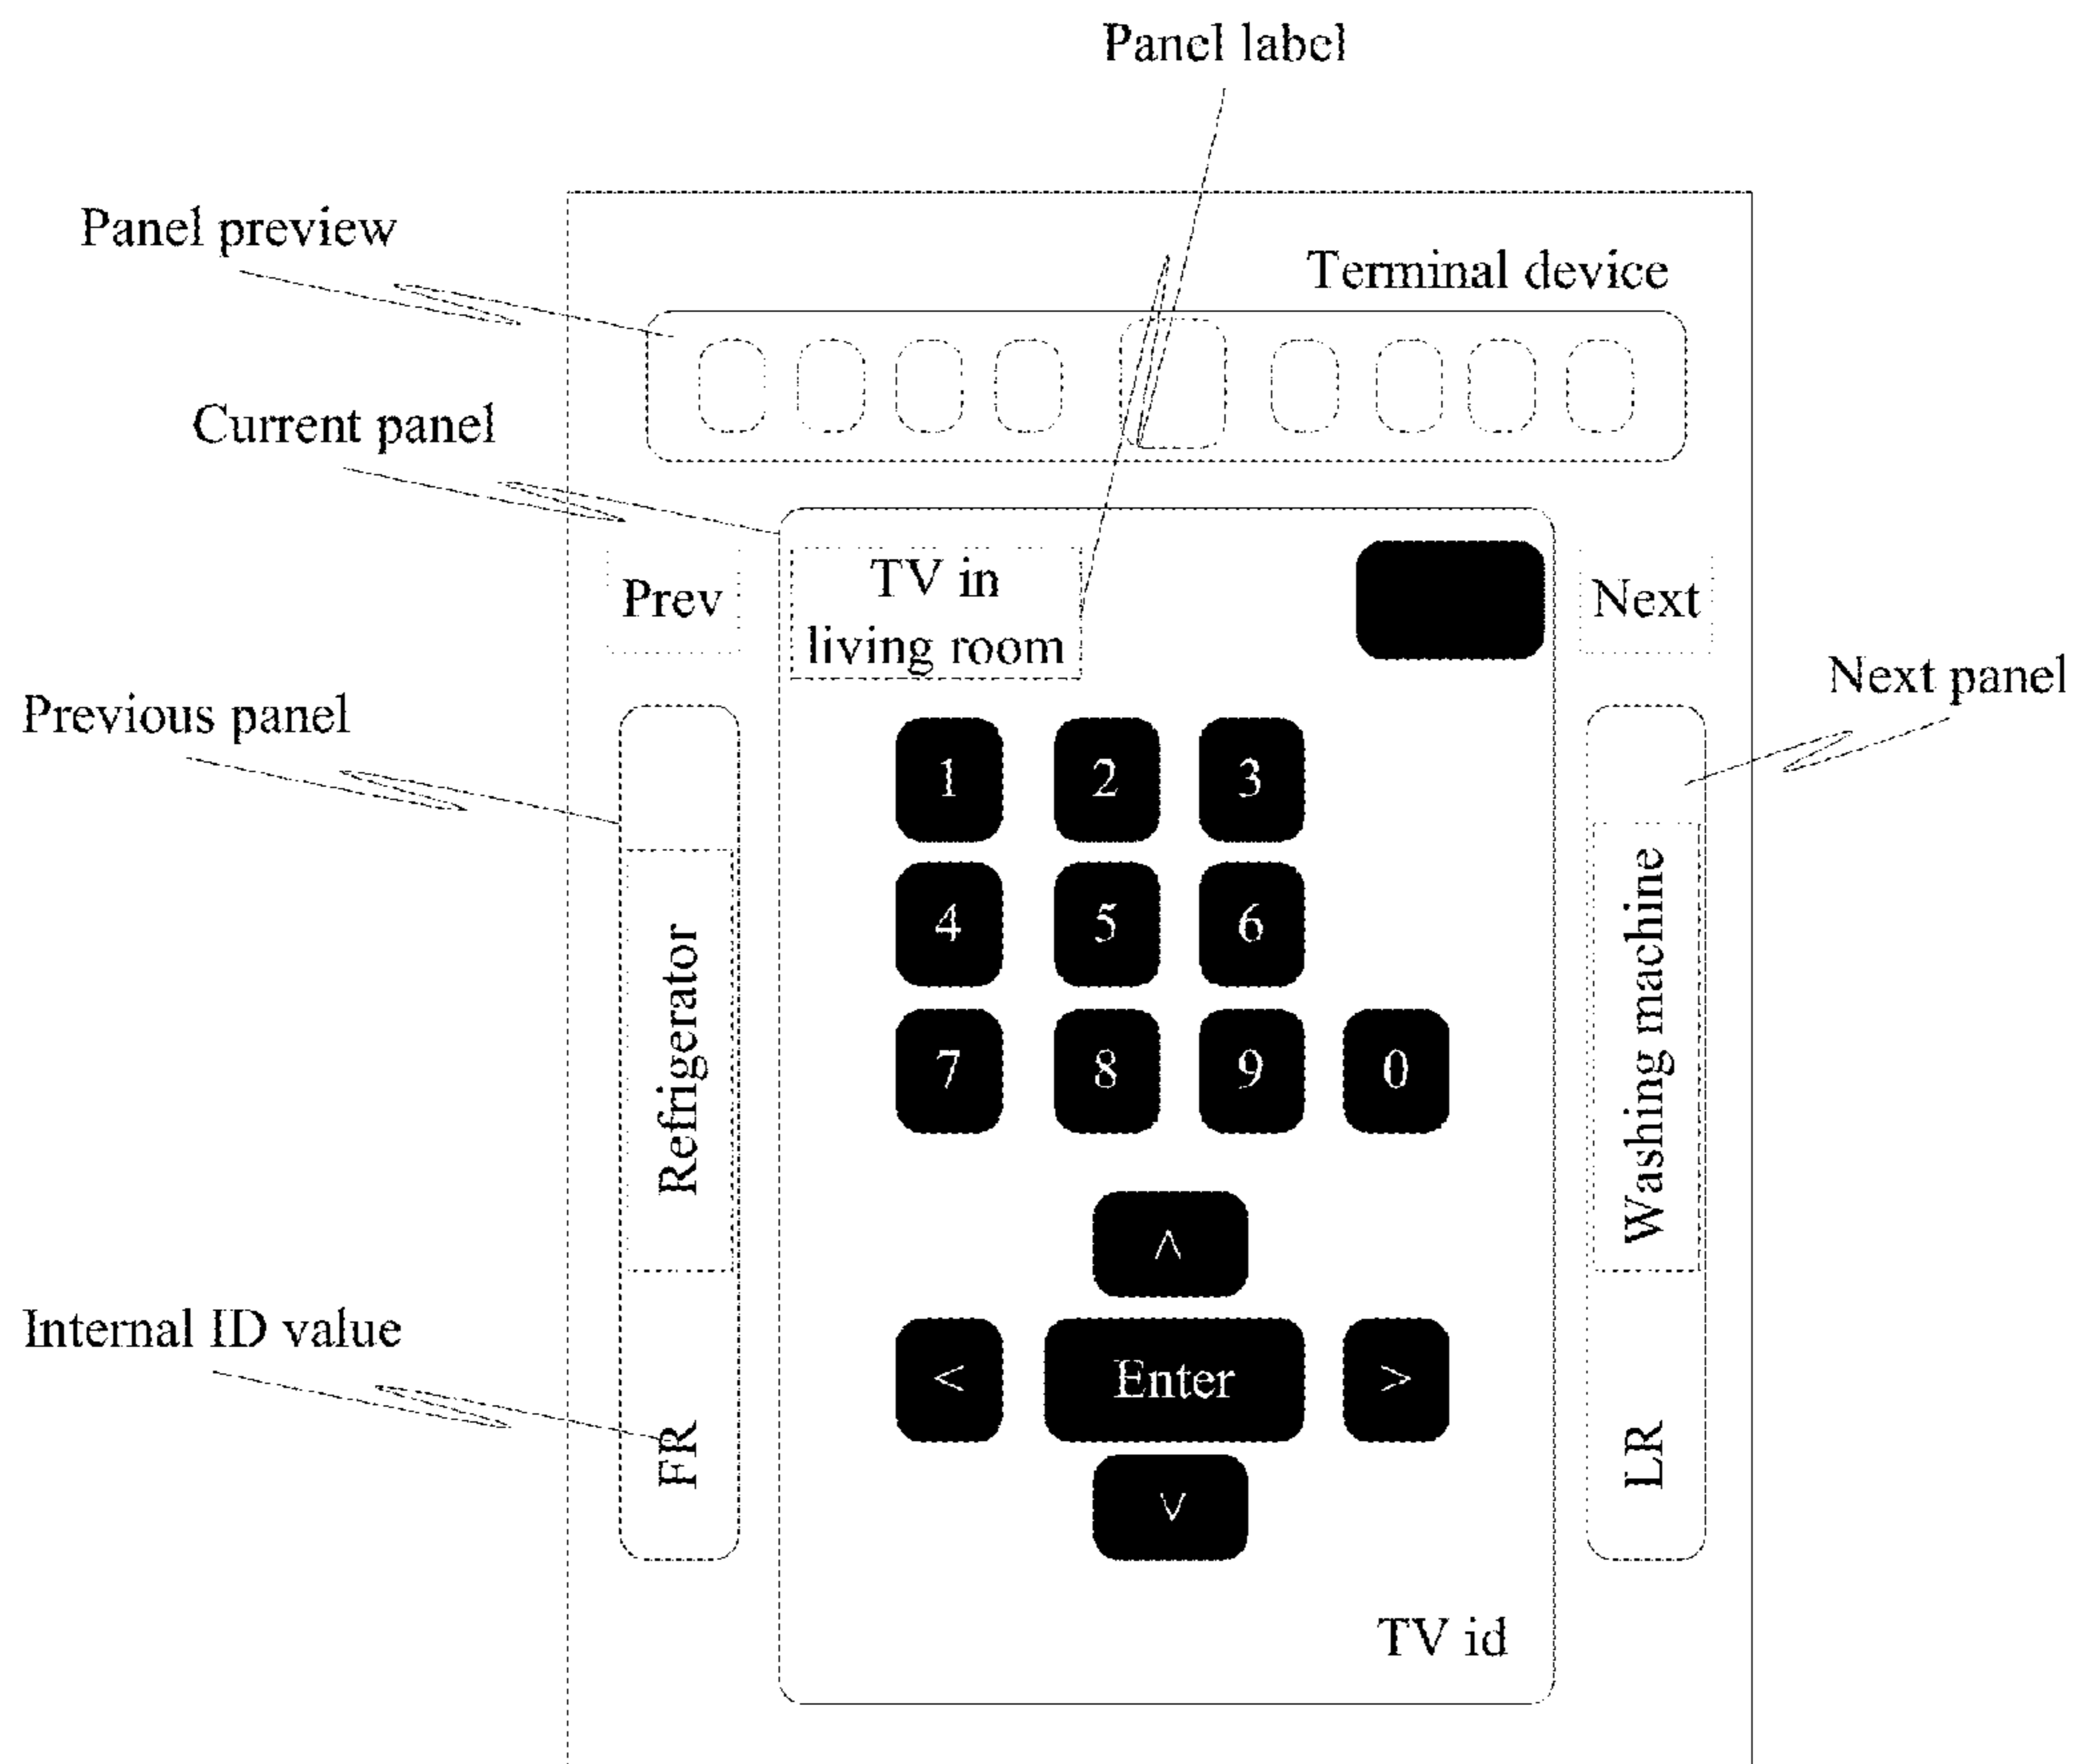 Panel label
Panel preview
Terminal device
Current panel
Prev
TV in
living room
Next
Previous panel
Next panel
1 2 3
4 5 6
7 8 9 0
Refrigerator
Washing machine
^
Internal ID value
< Enter >
FR
LR
v
TV id